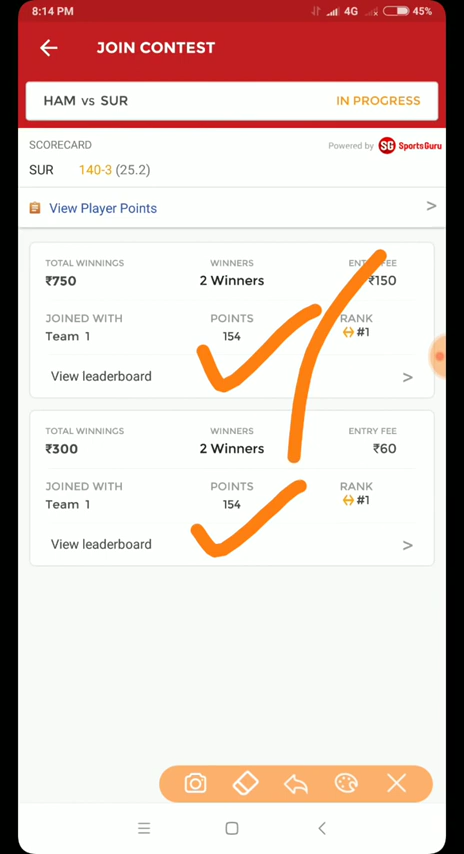 8:14 PM 4G 45%
JOIN CONTEST
HAM vs SUR IN PROGRESS
SCORECARD Powered by SG SportsGuru
SUR 140-3 (25.2)
View Player Points >
TOTAL WINNINGS WINNERS ENTRY FEE
₹750 2 Winners ₹150
JOINED WITH POINTS RANK
Team 1 154 #1
View leaderboard >
TOTAL WINNINGS WINNERS ENTRY FEE
₹300 2 Winners ₹60
JOINED WITH POINTS RANK
Team 1 154 #1
View leaderboard >